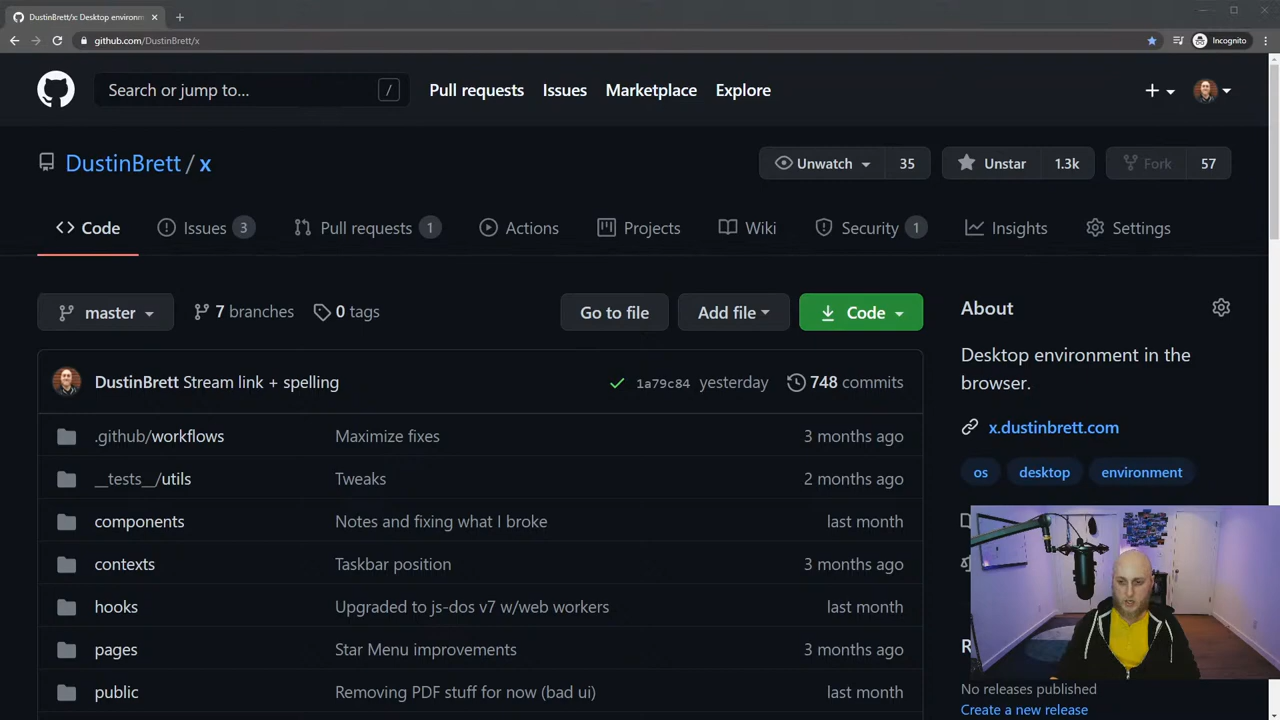 DustinBrett/x: Desktop environm
github.com/DustinBrett/x
Incognito
Search or jump to...
/
Pull requests
Issues
Marketplace
Explore
DustinBrett / x
Unwatch
35
Unstar
1.3k
Fork
57
Code
Issues 3
Pull requests 1
Actions
Projects
Wiki
Security 1
Insights
Settings
master
7 branches
0 tags
Go to file
Add file
Code
About
Desktop environment in the
browser.
x.dustinbrett.com
os
desktop
environment
DustinBrett Stream link + spelling
1a79c84 yesterday
748 commits
.github/workflows
Maximize fixes
3 months ago
__tests__/utils
Tweaks
2 months ago
components
Notes and fixing what I broke
last month
contexts
Taskbar position
3 months ago
hooks
Upgraded to js-dos v7 w/web workers
last month
pages
Star Menu improvements
3 months ago
public
Removing PDF stuff for now (bad ui)
last month
No releases published
Create a new release